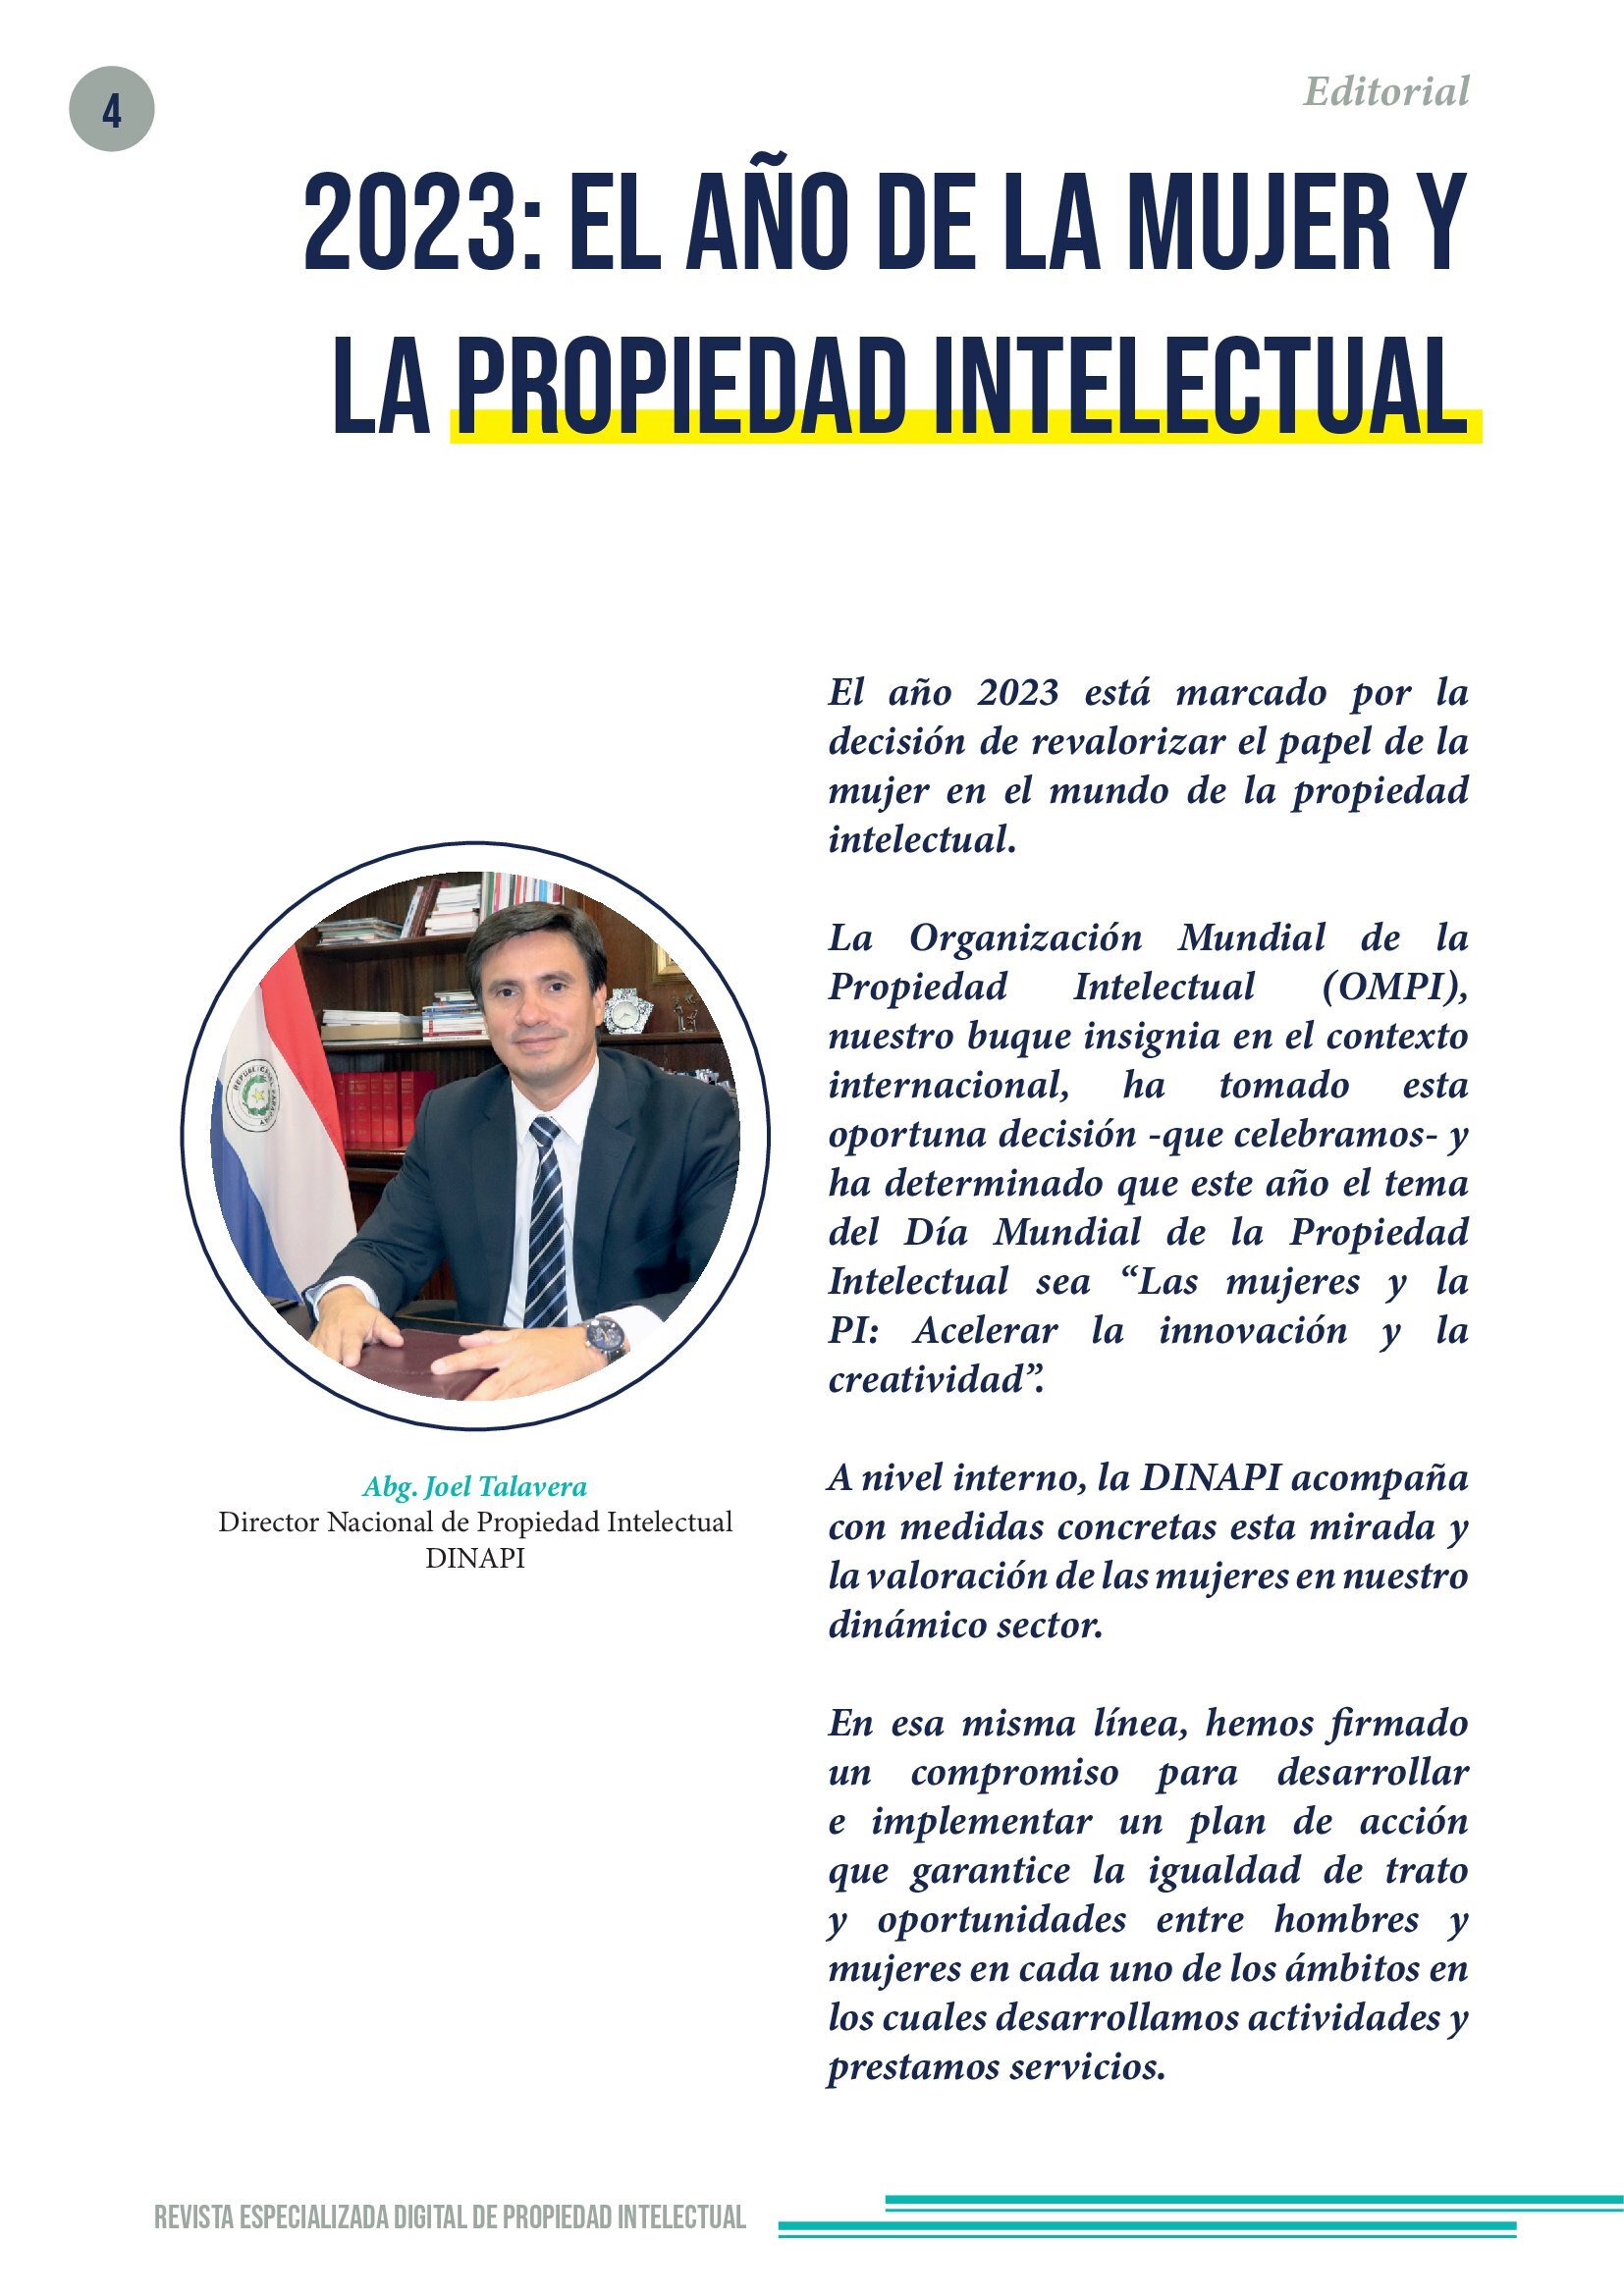 4
Editorial
2023: EL AÑO DE LA MUJER Y
LA PROPIEDAD INTELECTUAL
El año 2023 está marcado por la
decisión de revalorizar el papel de la
mujer en el mundo de la propiedad
intelectual.
La Organización Mundial de la
Propiedad Intelectual (OMPI),
nuestro buque insignia en el contexto
internacional, ha tomado esta
oportuna decisión -que celebramos- y
ha determinado que este año el tema
del Día Mundial de la Propiedad
Intelectual sea “Las mujeres y la
PI: Acelerar la innovación y la
creatividad”.
A nivel interno, la DINAPI acompaña
con medidas concretas esta mirada y
la valoración de las mujeres en nuestro
dinámico sector.
En esa misma línea, hemos firmado
un compromiso para desarrollar
e implementar un plan de acción
que garantice la igualdad de trato
y oportunidades entre hombres y
mujeres en cada uno de los ámbitos en
los cuales desarrollamos actividades y
prestamos servicios.
Abg. Joel Talavera
Director Nacional de Propiedad Intelectual
DINAPI
REVISTA ESPECIALIZADA DIGITAL DE PROPIEDAD INTELECTUAL